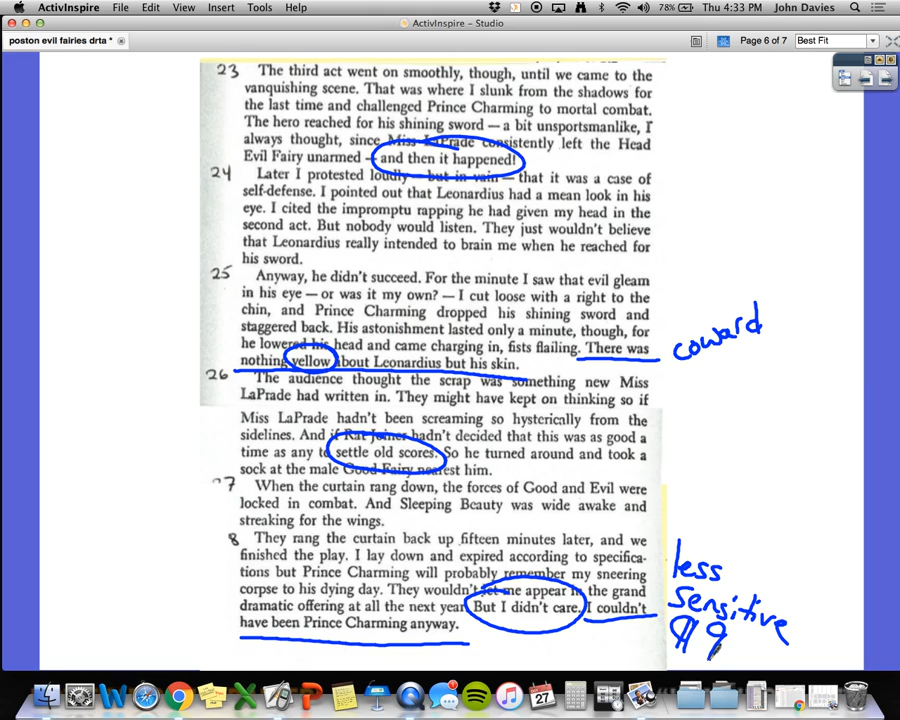 ActivInspire File Edit View Insert Tools Help 78% Thu 4:33 PM John Davies
ActivInspire - Studio
poston evil fairies drta *
Page 6 of 7 Best Fit
23 The third act went on smoothly, though, until we came to the
vanquishing scene. That was where I slunk from the shadows for
the last time and challenged Prince Charming to mortal combat.
The hero reached for his shining sword — a bit unsportsmanlike, I
always thought, since Miss LaPrade consistently left the Head
Evil Fairy unarmed — and then it happened!
24 Later I protested loudly — but in vain — that it was a case of
self-defense. I pointed out that Leonardius had a mean look in his
eye. I cited the impromptu rapping he had given my head in the
second act. But nobody would listen. They just wouldn't believe
that Leonardius really intended to brain me when he reached for
his sword.
25 Anyway, he didn't succeed. For the minute I saw that evil gleam
in his eye — or was it my own? — I cut loose with a right to the
chin, and Prince Charming dropped his shining sword and
staggered back. His astonishment lasted only a minute, though, for
he lowered his head and came charging in, fists flailing. There was
nothing yellow about Leonardius but his skin.
coward
26 The audience thought the scrap was something new Miss
LaPrade had written in. They might have kept on thinking so if
Miss LaPrade hadn't been screaming so hysterically from the
sidelines. And if Rat Joiner hadn't decided that this was as good a
time as any to settle old scores. So he turned around and took a
sock at the male Good Fairy nearest him.
27 When the curtain rang down, the forces of Good and Evil were
locked in combat. And Sleeping Beauty was wide awake and
streaking for the wings.
8 They rang the curtain back up fifteen minutes later, and we
finished the play. I lay down and expired according to specifica-
tions but Prince Charming will probably remember my sneering
corpse to his dying day. They wouldn't let me appear in the grand
dramatic offering at all the next year. But I didn't care. I couldn't
have been Prince Charming anyway.
less
sensitive
¶ 9